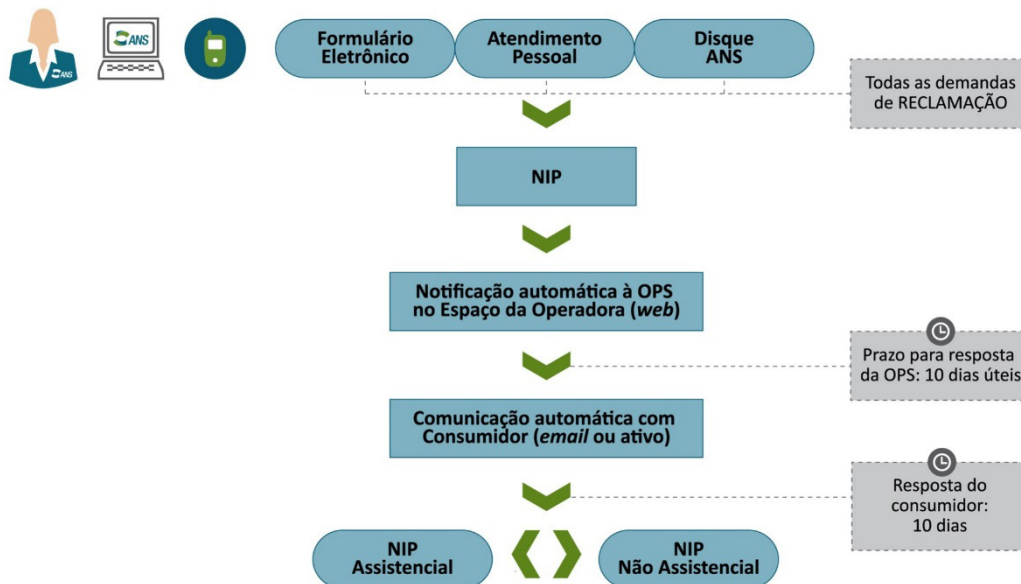 ANS
ANS
Formulário
Eletrônico
Atendimento
Pessoal
Disque
ANS
Todas as demandas
de RECLAMAÇÃO
NIP
Notificação automática à OPS
no Espaço da Operadora (web)
Prazo para resposta
da OPS: 10 dias úteis
Comunicação automática com
Consumidor (email ou ativo)
Resposta do
consumidor:
10 dias
NIP
Assistencial
NIP
Não Assistencial